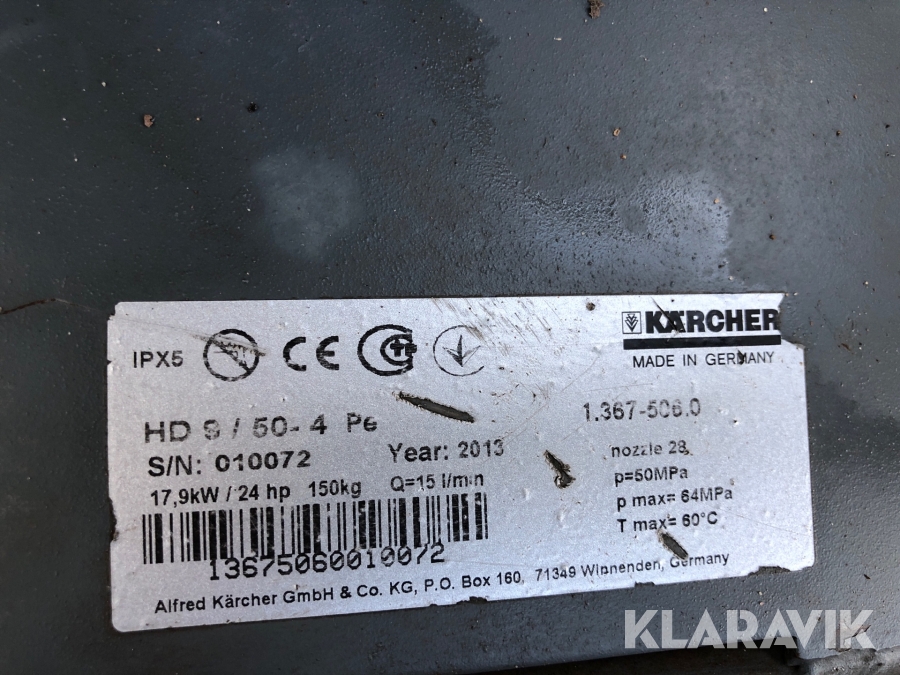 KÄRCHER
IPX5
MADE IN GERMANY
HD 9 / 50-4 Pe
1.367-506.0
S/N: 010072
Year: 2013
nozzle 28
17,9kW / 24 hp 150kg Q=15 l/min
p=50MPa
p max= 64MPa
T max= 60°C
13675060010072
Alfred Kärcher GmbH & Co. KG, P.O. Box 160, 71349 Winnenden, Germany
KLARAVIK